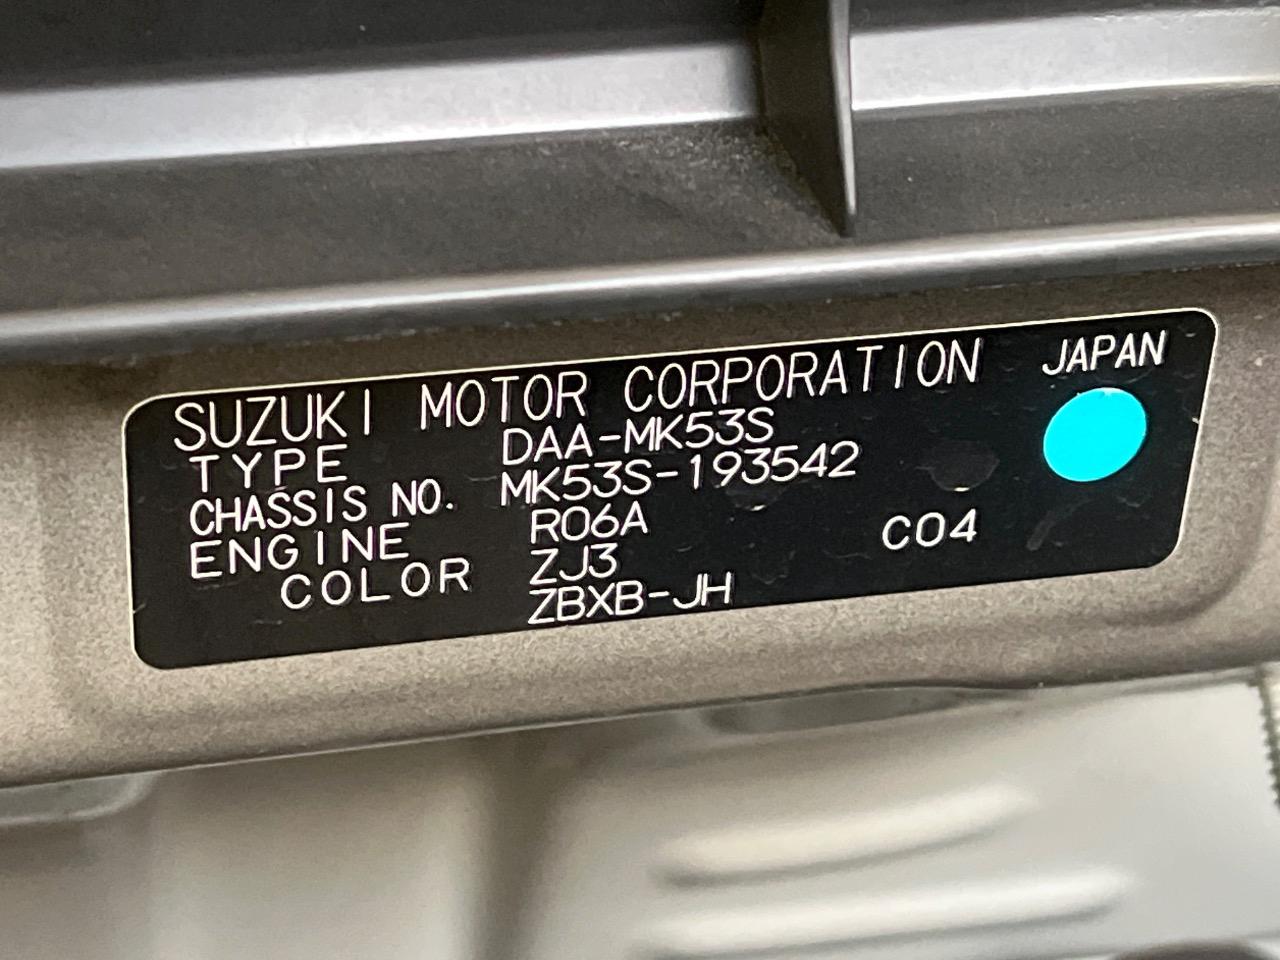 SUZUKI MOTOR CORPORATION JAPAN
TYPE DAA-MK53S
CHASSIS NO. MK53S-193542
ENGINE R06A
COLOR ZJ3 C04
ZBXB-JH